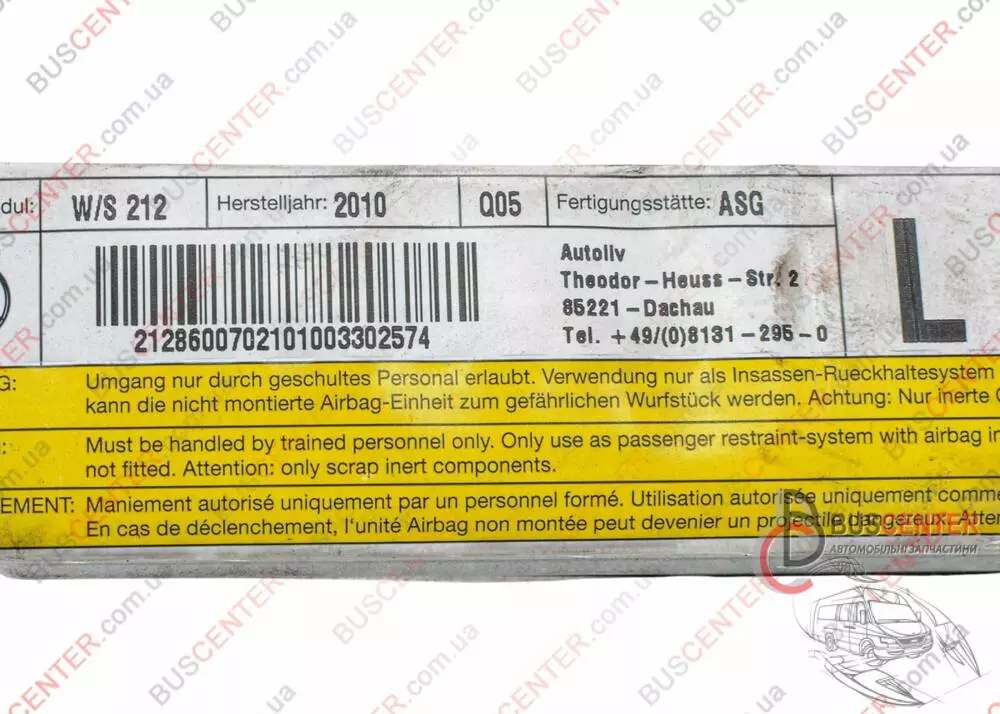 dul: W/S 212 Herstelljahr: 2010 Q05 Fertigungsstätte: ASG
Autoliv
Theodor-Heuss-Str. 2
85221-Dachau
Tel. +49/(0)8131-295-0
L
2128600702101003302574
G: Umgang nur durch geschultes Personal erlaubt. Verwendung nur als Insassen-Rueckhaltesystem
kann die nicht montierte Airbag-Einheit zum gefährlichen Wurfstück werden. Achtung: Nur inerte
: Must be handled by trained personnel only. Only use as passenger restraint-system with airbag in
not fitted. Attention: only scrap inert components.
EMENT: Maniement autorisé uniquement par un personnel formé. Utilisation autorisée uniquement comme
En cas de déclenchement, l'unité Airbag non montée peut devenir un projectile dangereux. Atten
BUSCENTER
АВТОМОБІЛЬНІ ЗАПЧАСТИНИ
BUSCENTER.com.ua